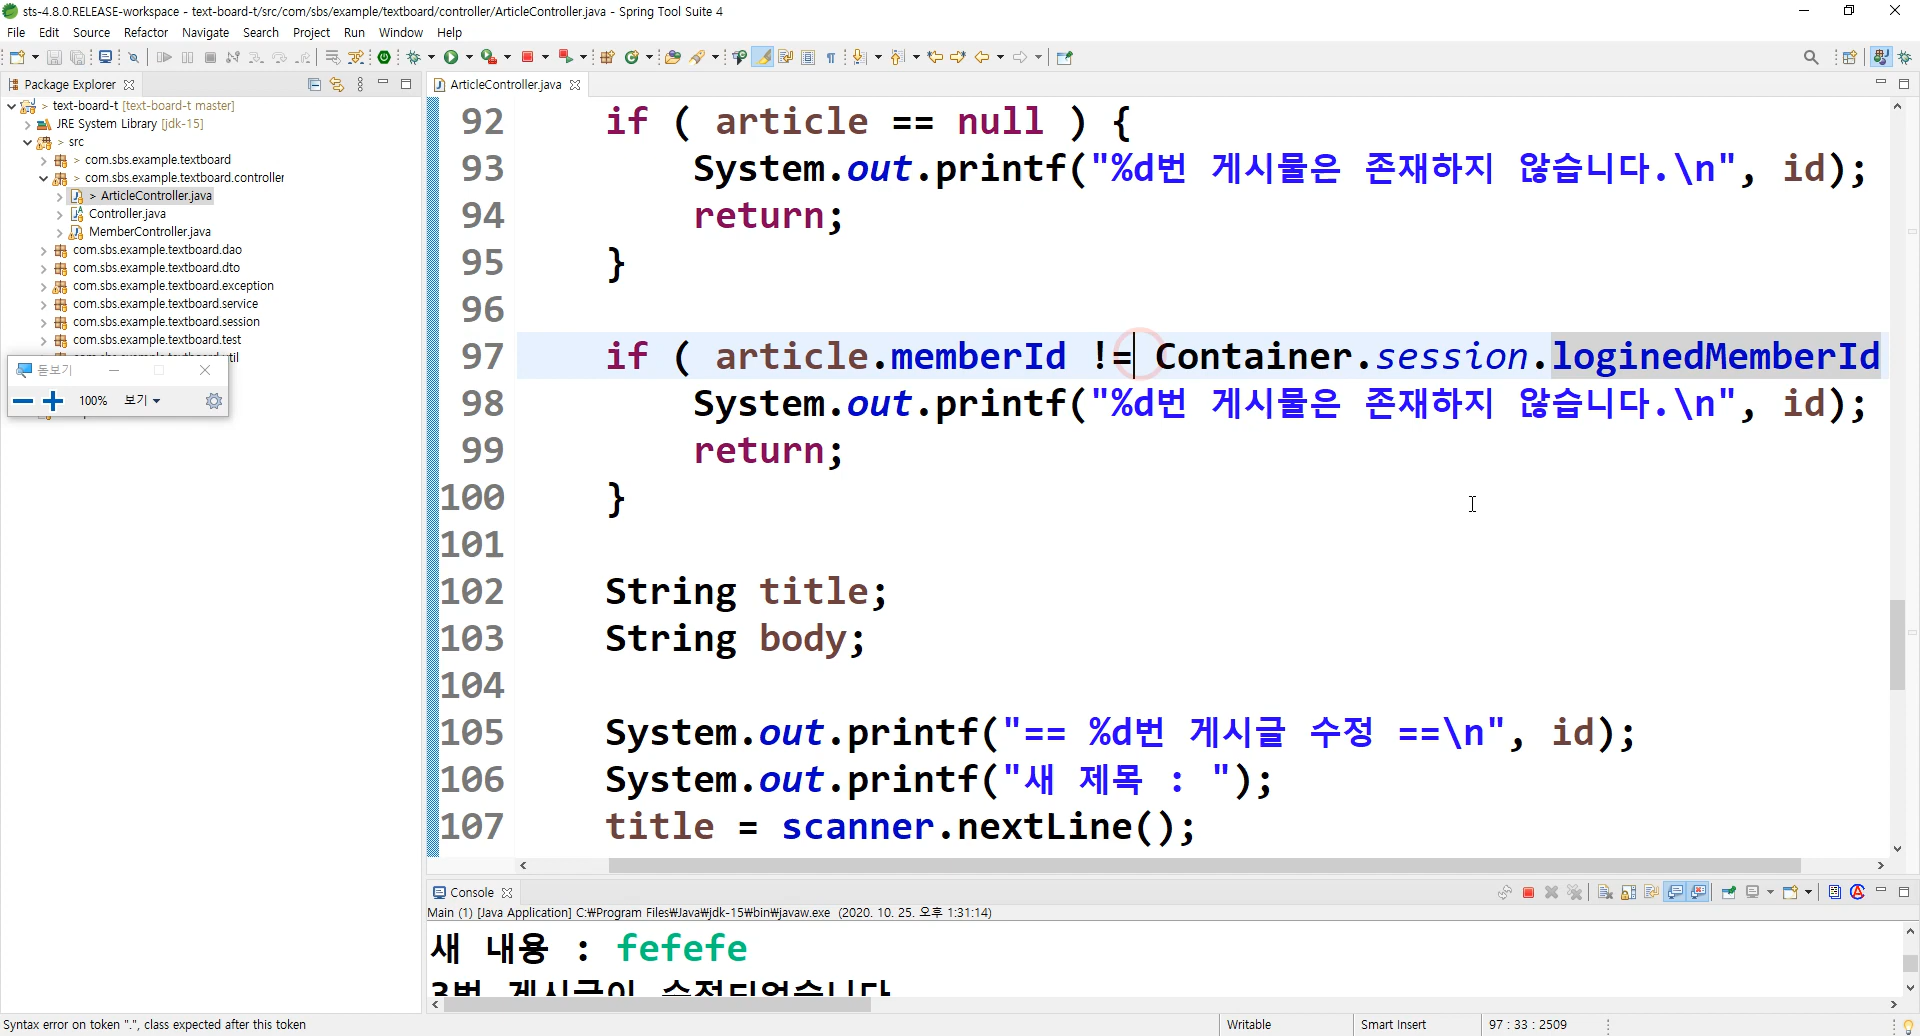 sts-4.8.0.RELEASE-workspace - text-board-t/src/com/sbs/example/textboard/controller/ArticleController.java - Spring Tool Suite 4
File Edit Source Refactor Navigate Search Project Run Window Help
Package Explorer
text-board-t [text-board-t master]
JRE System Library [jdk-15]
src
com.sbs.example.textboard
com.sbs.example.textboard.controller
ArticleController.java
Controller.java
MemberController.java
com.sbs.example.textboard.dao
com.sbs.example.textboard.dto
com.sbs.example.textboard.exception
com.sbs.example.textboard.service
com.sbs.example.textboard.session
com.sbs.example.textboard.test
돋보기
100% 보기
ArticleController.java
92 if ( article == null ) {
93 System.out.printf("%d번 게시물은 존재하지 않습니다.\n", id);
94 return;
95 }
96
97 if ( article.memberId != Container.session.loginedMemberId
98 System.out.printf("%d번 게시물은 존재하지 않습니다.\n", id);
99 return;
100 }
101
102 String title;
103 String body;
104
105 System.out.printf("== %d번 게시글 수정 ==\n", id);
106 System.out.printf("새 제목 : ");
107 title = scanner.nextLine();
Console
Main (1) [Java Application] C:₩Program Files₩Java₩jdk-15₩bin₩javaw.exe (2020. 10. 25. 오후 1:31:14)
새 내용 : fefefe
3번 게시글이 수정되었습니다
Syntax error on token ".", class expected after this token
Writable
Smart Insert
97 : 33 : 2509